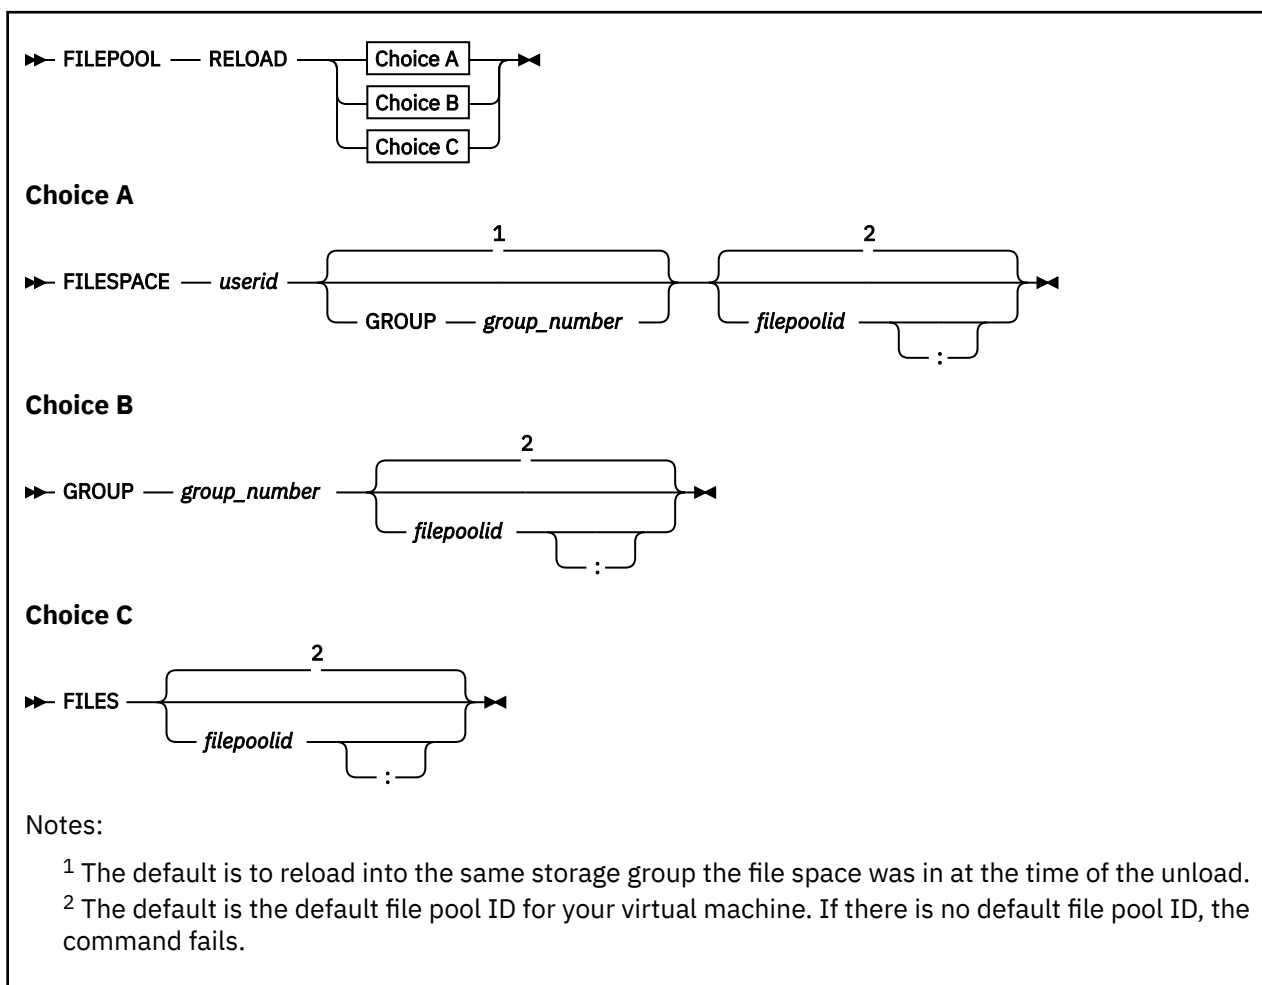 FILEPOOL RELOAD Choice A
Choice B
Choice C
Choice A
1 2
FILESPACE userid
GROUP group_number filepoolid
:
Choice B
2
GROUP group_number
filepoolid
:
Choice C
2
FILES
filepoolid
:
Notes:
1 The default is to reload into the same storage group the file space was in at the time of the unload.
2 The default is the default file pool ID for your virtual machine. If there is no default file pool ID, the
command fails.